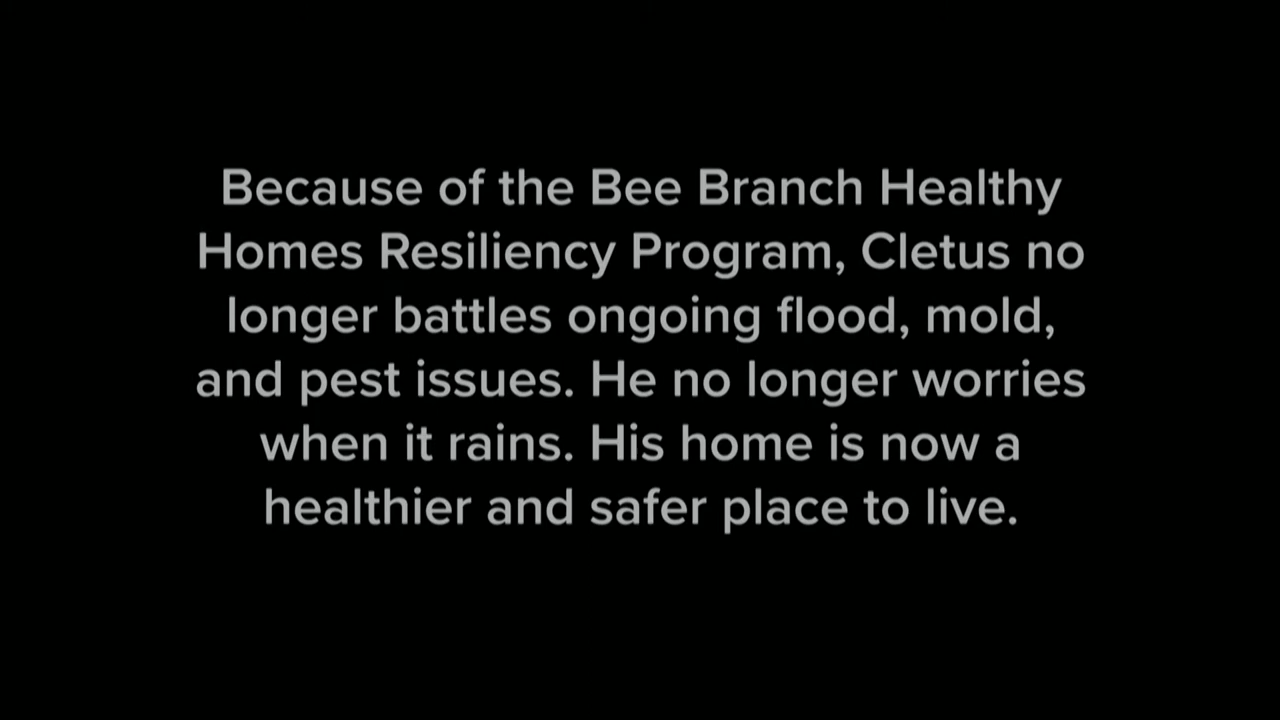 Because of the Bee Branch Healthy
Homes Resiliency Program, Cletus no
longer battles ongoing flood, mold,
and pest issues. He no longer worries
when it rains. His home is now a
healthier and safer place to live.